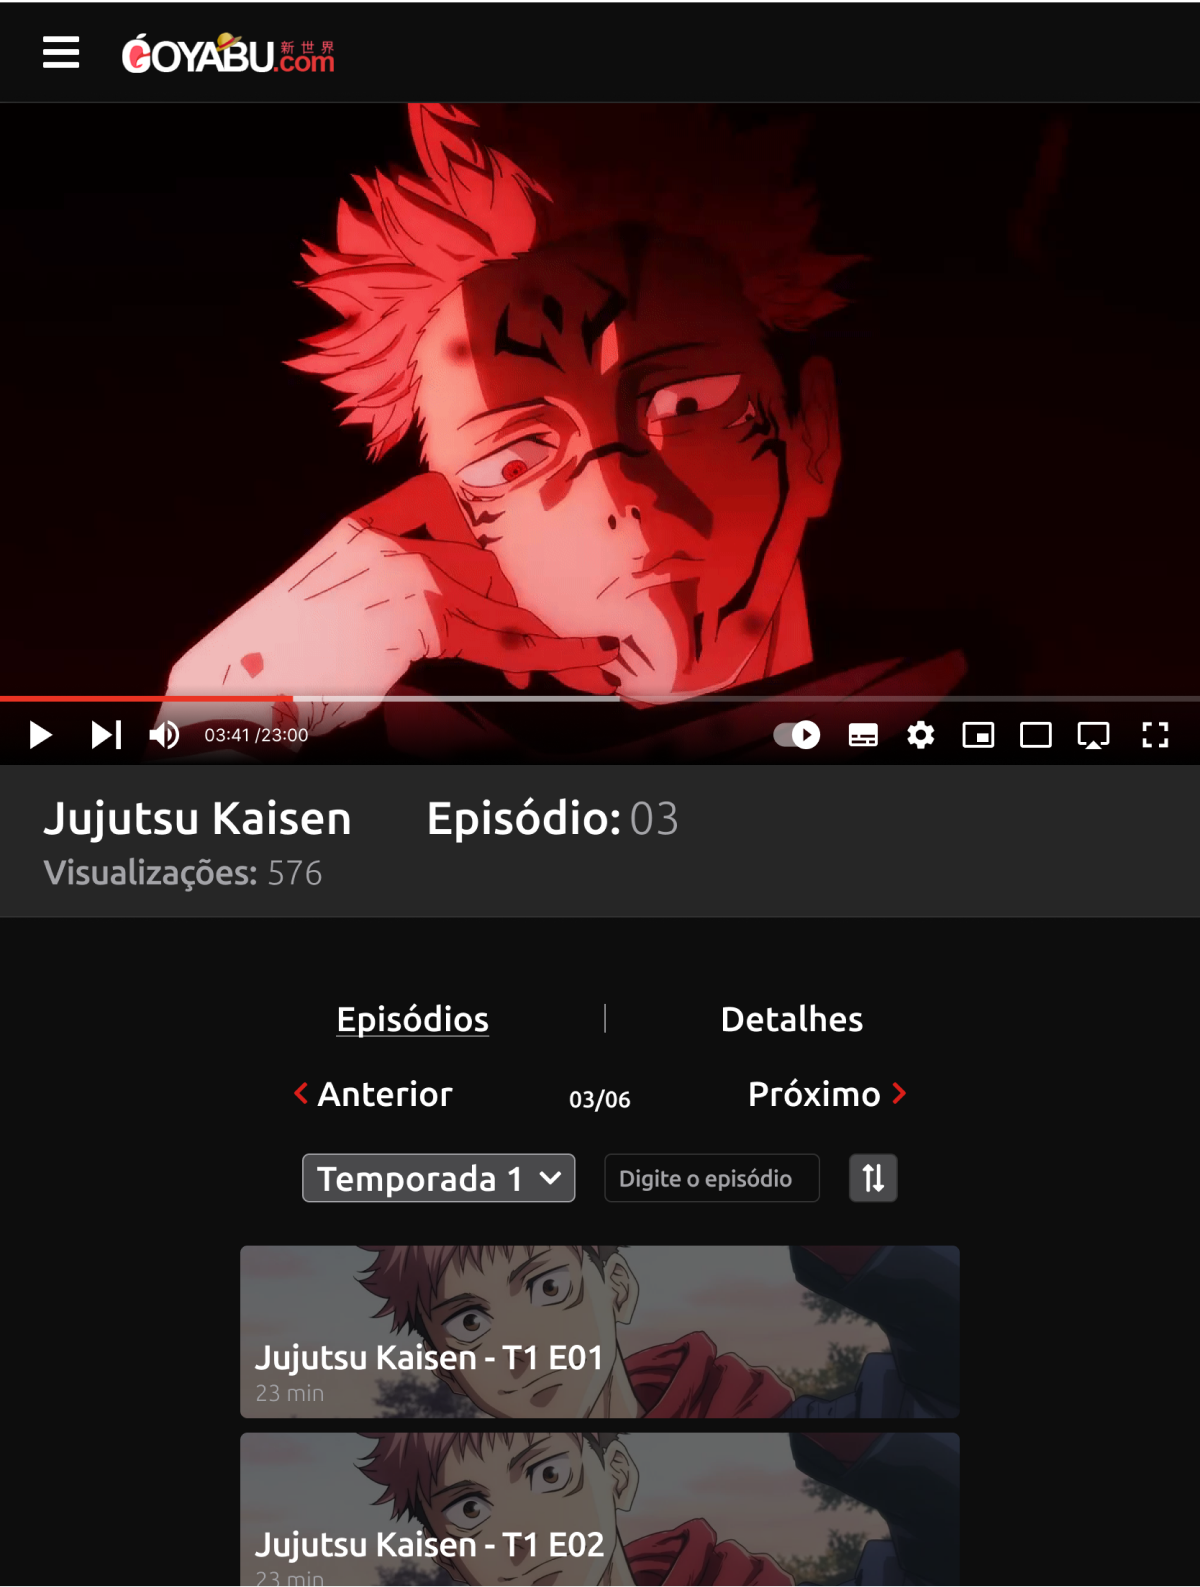 GOYABU.com
新世界
03:41 /23:00
Jujutsu Kaisen
Episódio: 03
Visualizações: 576
Episódios
Detalhes
Anterior
03/06
Próximo
Temporada 1
Digite o episódio
Jujutsu Kaisen - T1 E01
23 min
Jujutsu Kaisen - T1 E02
23 min